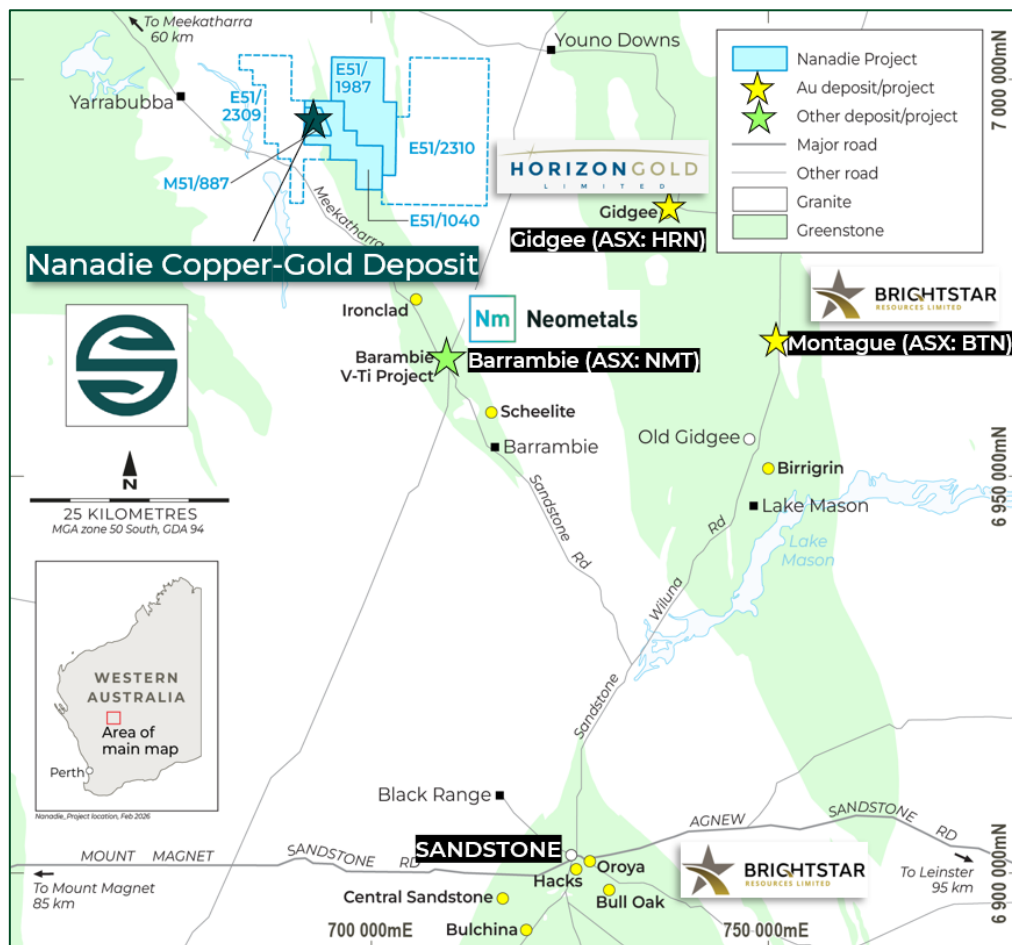 To Meekatharra
60 km
Youno Downs
Yarrabubba
E51/
1987
E51/
2309
E51/2310
M51/887
E51/1040
Meekatharra
Nanadie Copper-Gold Deposit
Nanadie Project
Au deposit/project
Other deposit/project
Major road
Other road
Granite
Greenstone
7 000 000mN
HORIZONGOLD
LIMITED
Gidgee
Gidgee (ASX: HRN)
Ironclad
Nm Neometals
Barambie
V-Ti Project
Barrambie (ASX: NMT)
BRIGHTSTAR
RESOURCES LIMITED
Montague (ASX: BTN)
Scheelite
Barrambie
Old Gidgee
Birrigrin
Lake Mason
Lake
Mason
6 950 000mN
N
25 KILOMETRES
MGA zone 50 South, GDA 94
Sandstone Rd
Sandstone Wiluna Rd
WESTERN
AUSTRALIA
Area of
main map
Perth
Nanadie_Project location, Feb 2026
Black Range
SANDSTONE
MOUNT MAGNET SANDSTONE RD
AGNEW SANDSTONE RD
Oroya
Hacks
Bull Oak
Central Sandstone
Bulchina
BRIGHTSTAR
RESOURCES LIMITED
To Mount Magnet
85 km
To Leinster
95 km
6 900 000mN
700 000mE
750 000mE